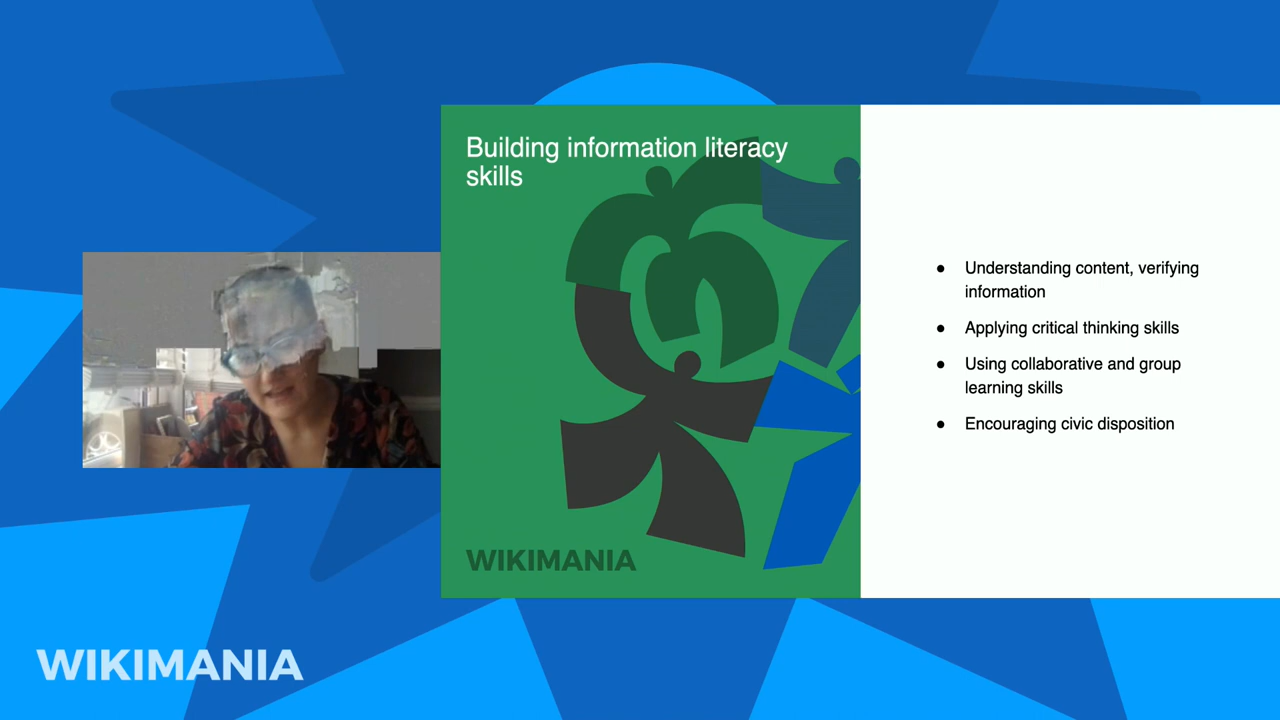 Building information literacy
skills
WIKIMANIA
● Understanding content, verifying
information
● Applying critical thinking skills
● Using collaborative and group
learning skills
● Encouraging civic disposition
WIKIMANIA